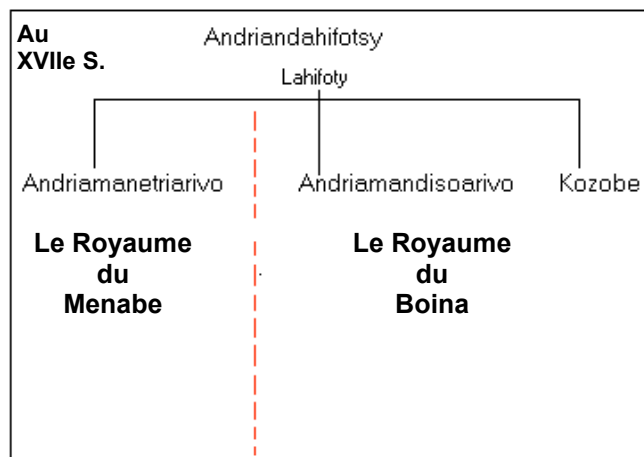 Au
XVIIe S.
Andriandahifotsy
Lahifoty
Andriamanetriarivo
Andriamandisoarivo
Kozobe
Le Royaume
du
Menabe
Le Royaume
du
Boina